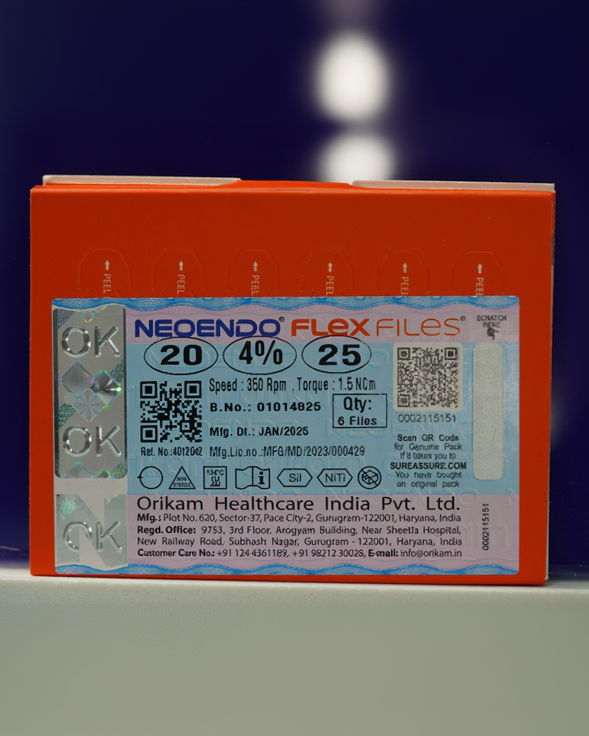 PEEL PEEL PEEL PEEL PEEL PEEL
OK
OK
OK
NEOENDO® FLEX FILES®
20 4% 25
Speed : 350 Rpm , Torque : 1.5 NCm
B.No.: 01014825
Qty:
6 Files
Mfg. Dt.: JAN/2025
Ref. No.:4012042
Mfg.Lic.no.:MFG/MD/2023/000429
NON STERILE
134°C
Sil
NiTi
SCRATCH
HERE
0002115151
Scan QR Code
for Genuine Pack
If it takes you to
SUREASSURE.COM
You have bought
an original pack
0002115151
Orikam Healthcare India Pvt. Ltd.
Mfg.: Plot No. 620, Sector-37, Pace City-2, Gurugram-122001, Haryana, India
Regd. Office: 9753, 3rd Floor, Arogyam Building, Near Sheetla Hospital,
New Railway Road, Subhash Nagar, Gurugram - 122001, Haryana, India
Customer Care No.: +91 124 4361189, +91 98212 30028, E-mail: info@orikam.in